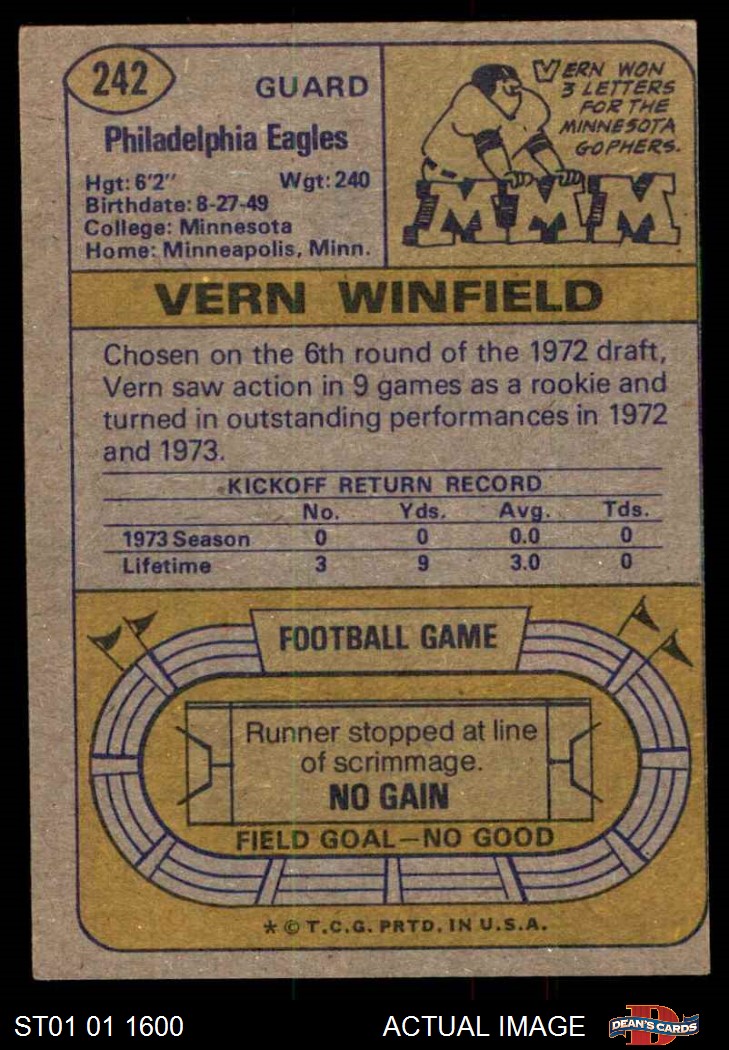 242
GUARD
Philadelphia Eagles
Hgt: 6'2" Wgt: 240
Birthdate: 8-27-49
College: Minnesota
Home: Minneapolis, Minn.
VERN WON
3 LETTERS
FOR THE
MINNESOTA
GOPHERS.
M M M
VERN WINFIELD
Chosen on the 6th round of the 1972 draft,
Vern saw action in 9 games as a rookie and
turned in outstanding performances in 1972
and 1973.
KICKOFF RETURN RECORD
No. Yds. Avg. Tds.
1973 Season 0 0 0.0 0
Lifetime 3 9 3.0 0
FOOTBALL GAME
Runner stopped at line
of scrimmage.
NO GAIN
FIELD GOAL—NO GOOD
* © T.C.G. PRTD. IN U.S.A.
ST01 01 1600 ACTUAL IMAGE DEAN'S CARDS